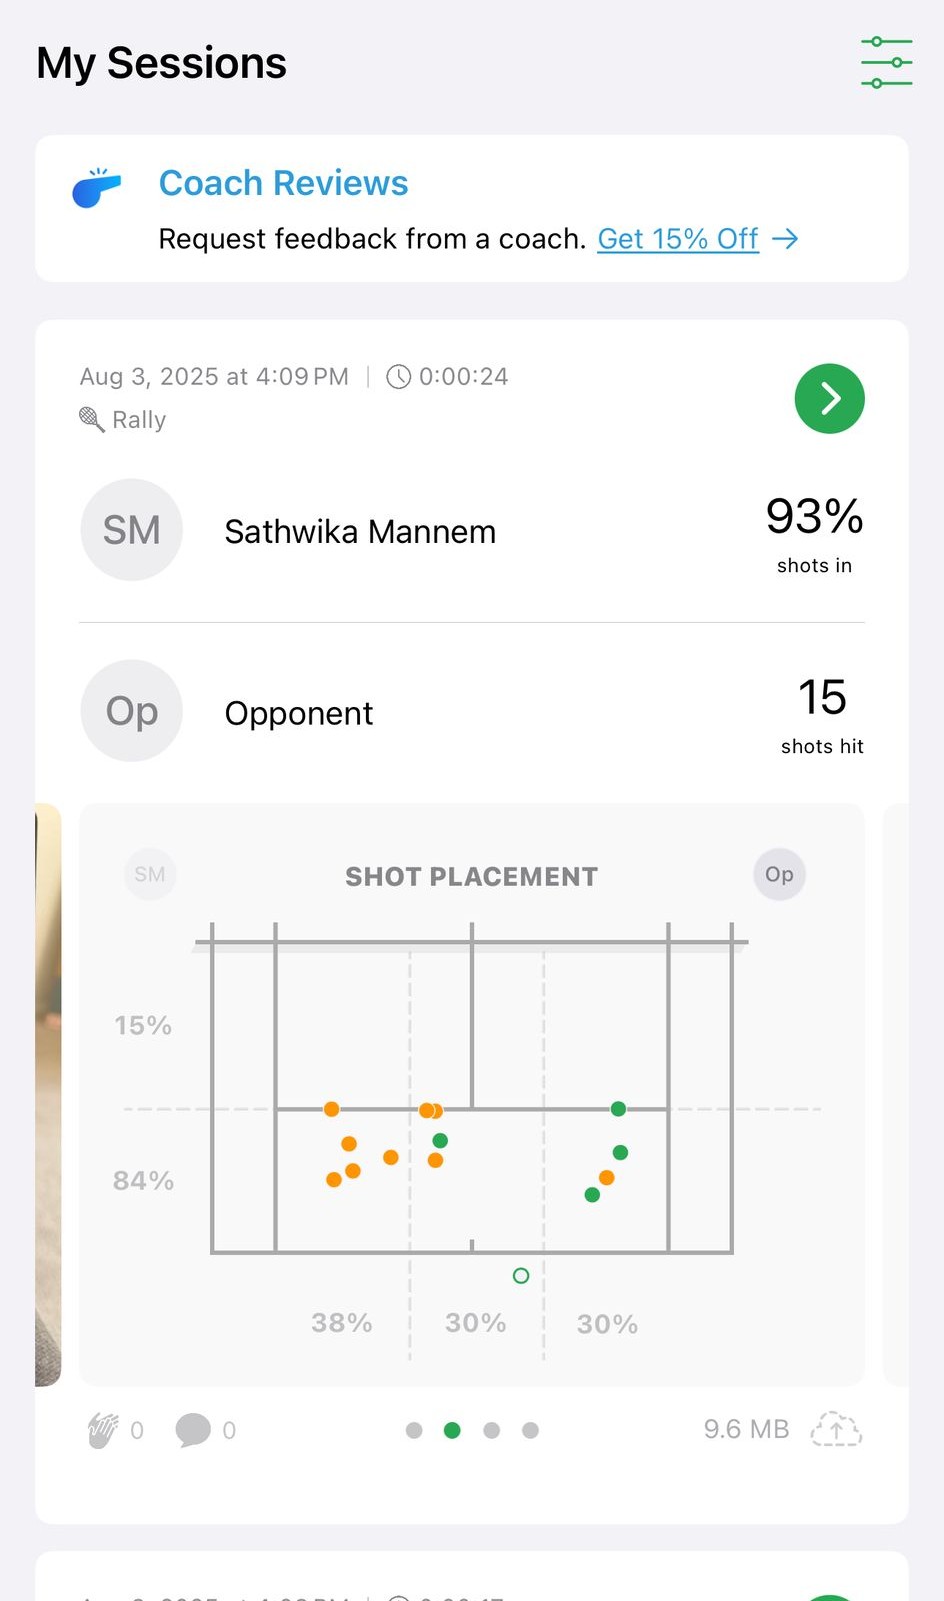 My Sessions
Coach Reviews
Request feedback from a coach. Get 15% Off →
Aug 3, 2025 at 4:09 PM | 0:00:24
Rally
SM Sathwika Mannem 93%
shots in
Op Opponent 15
shots hit
SM SHOT PLACEMENT Op
15%
84%
38% 30% 30%
0 0 9.6 MB